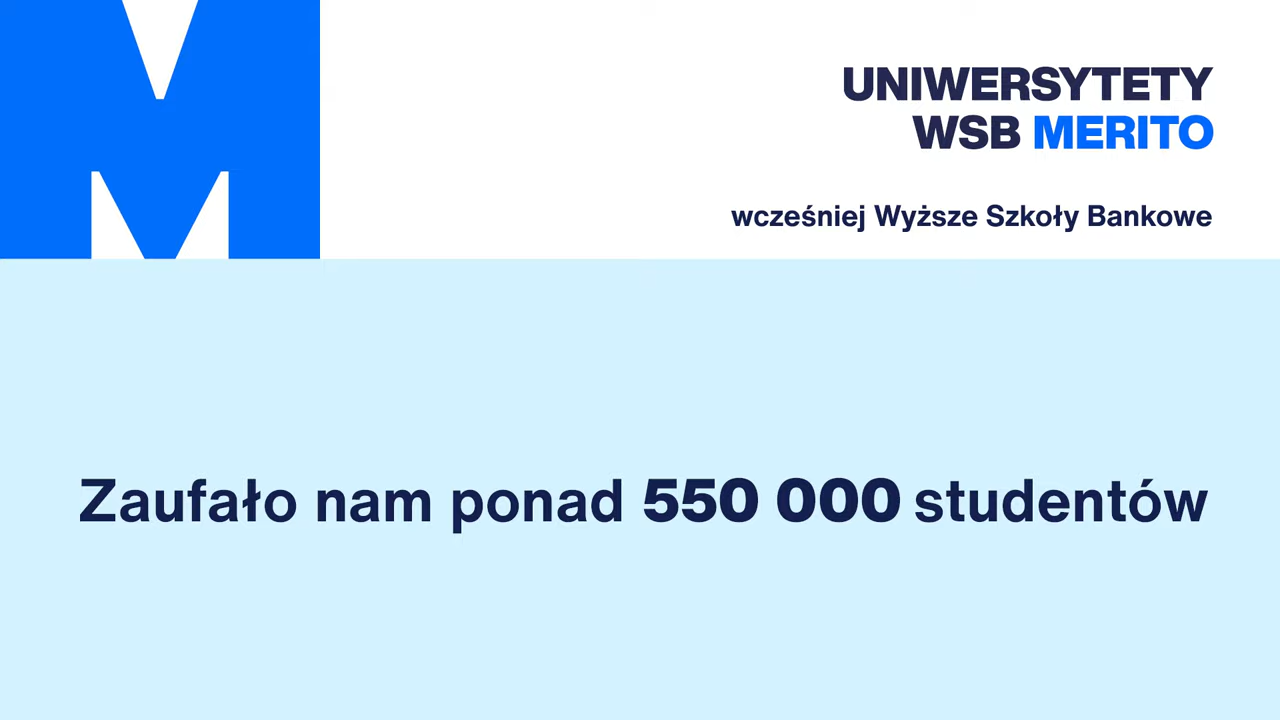 UNIWERSYTETY
WSB MERITO
wcześniej Wyższe Szkoły Bankowe
Zaufało nam ponad 550 000 studentów